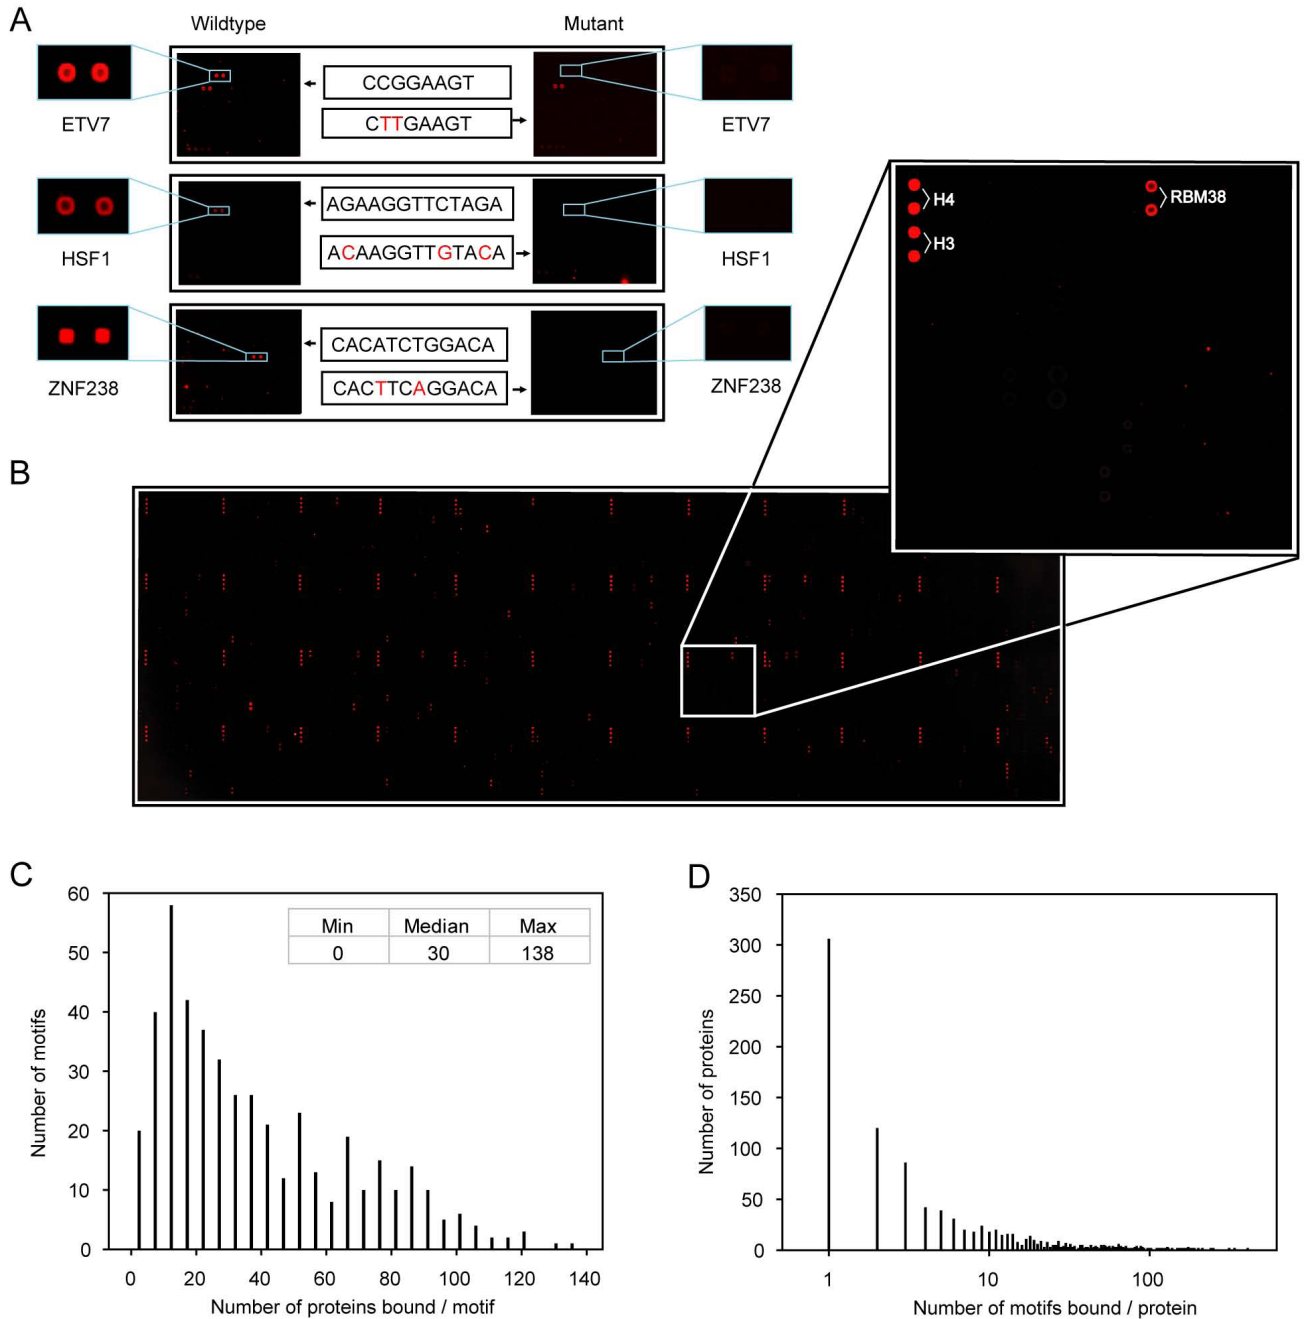 A
Wildtype
Mutant
CCGGAAGT
CTTGAAGT
ETV7
ETV7
AGAAGGTTCTAGA
ACAAGGTTGTACA
HSF1
HSF1
CACATCTGGACA
CACTTCAGGACA
ZNF238
ZNF238
H4
H3
RBM38
B
C
Number of motifs
60
50
40
30
20
10
0
Min Median Max
0 30 138
0 20 40 60 80 100 120 140
Number of proteins bound / motif
D
Number of proteins
350
300
250
200
150
100
50
0
1 10 100
Number of motifs bound / protein